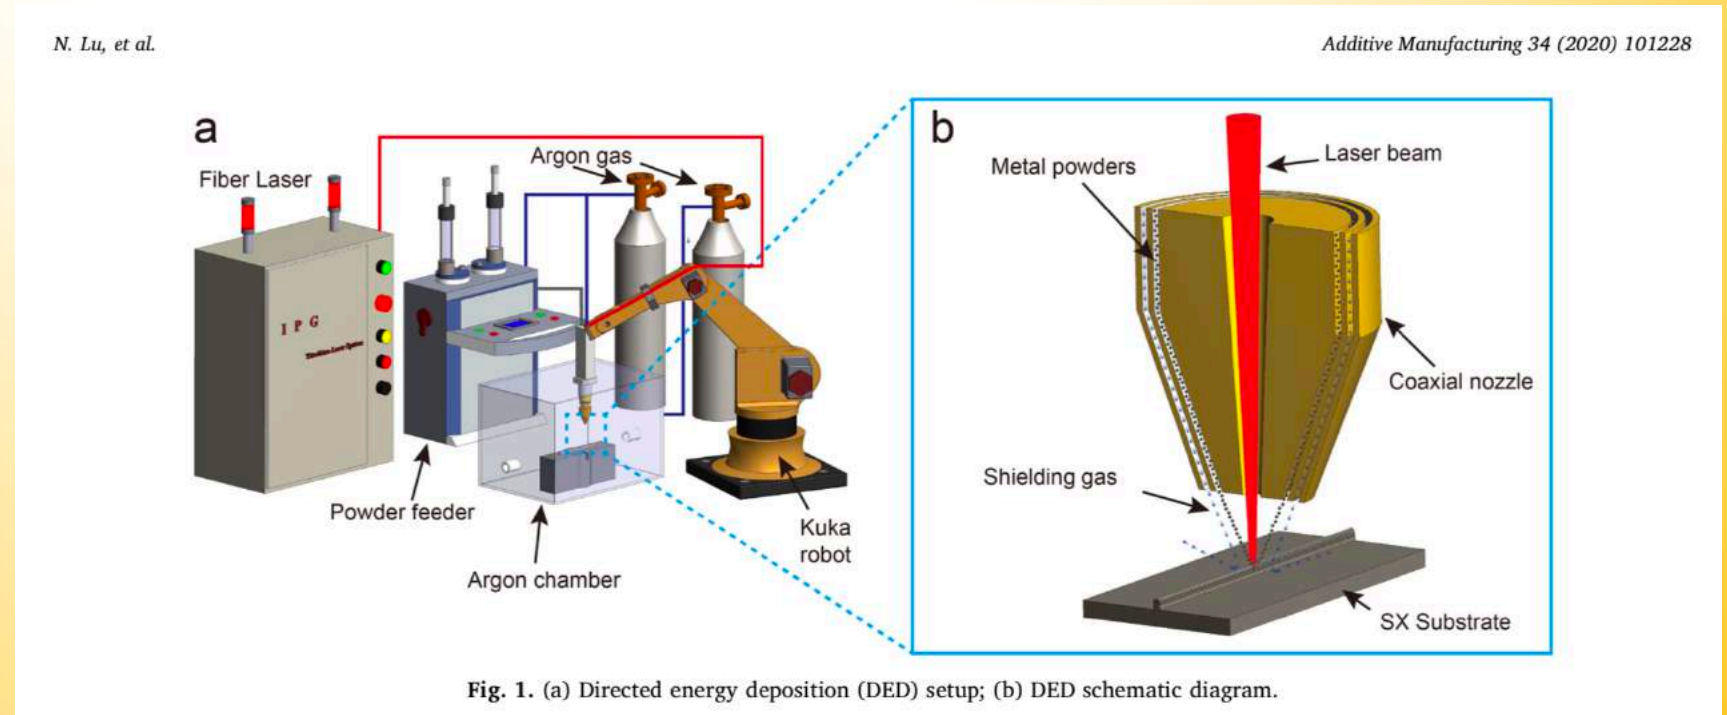 N. Lu, et al.
Additive Manufacturing 34 (2020) 101228
a
Fiber Laser
Argon gas
I P G
Powder feeder
Argon chamber
Kuka
robot
b
Metal powders
Laser beam
Coaxial nozzle
Shielding gas
SX Substrate
Fig. 1. (a) Directed energy deposition (DED) setup; (b) DED schematic diagram.